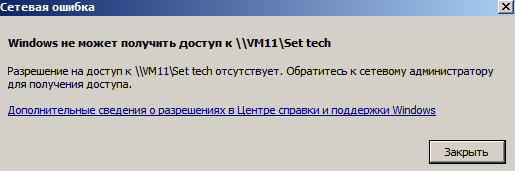 Сетевая ошибка
Windows не может получить доступ к \\VM11\Set tech
Разрешение на доступ к \\VM11\Set tech отсутствует. Обратитесь к сетевому администратору
для получения доступа.
Дополнительные сведения о разрешениях в Центре справки и поддержки Windows
Закрыть